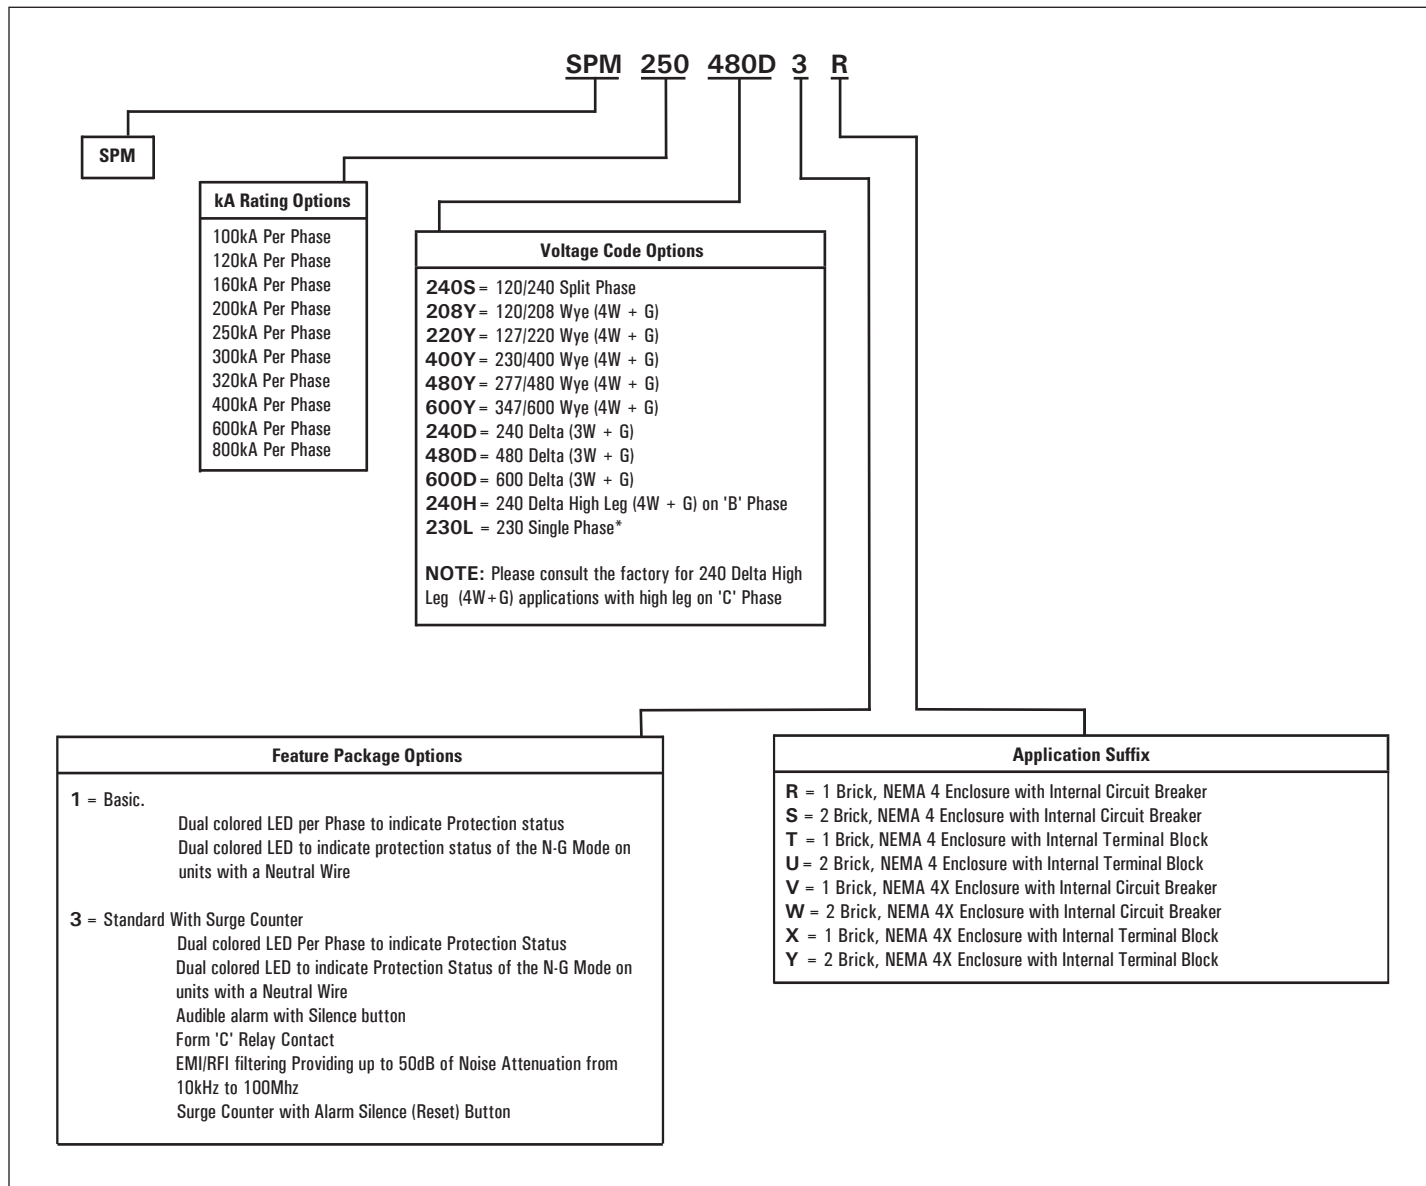 SPM 250 480D 3 R
SPM
kA Rating Options
100kA Per Phase
120kA Per Phase
160kA Per Phase
200kA Per Phase
250kA Per Phase
300kA Per Phase
320kA Per Phase
400kA Per Phase
600kA Per Phase
800kA Per Phase
Voltage Code Options
240S = 120/240 Split Phase
208Y = 120/208 Wye (4W + G)
220Y = 127/220 Wye (4W + G)
400Y = 230/400 Wye (4W + G)
480Y = 277/480 Wye (4W + G)
600Y = 347/600 Wye (4W + G)
240D = 240 Delta (3W + G)
480D = 480 Delta (3W + G)
600D = 600 Delta (3W + G)
240H = 240 Delta High Leg (4W + G) on 'B' Phase
230L = 230 Single Phase*
NOTE: Please consult the factory for 240 Delta High
Leg (4W+G) applications with high leg on 'C' Phase
Feature Package Options
1 = Basic.
Dual colored LED per Phase to indicate Protection status
Dual colored LED to indicate protection status of the N-G Mode on
units with a Neutral Wire
3 = Standard With Surge Counter
Dual colored LED Per Phase to indicate Protection Status
Dual colored LED to indicate Protection Status of the N-G Mode on
units with a Neutral Wire
Audible alarm with Silence button
Form 'C' Relay Contact
EMI/RFI filtering Providing up to 50dB of Noise Attenuation from
10kHz to 100Mhz
Surge Counter with Alarm Silence (Reset) Button
Application Suffix
R = 1 Brick, NEMA 4 Enclosure with Internal Circuit Breaker
S = 2 Brick, NEMA 4 Enclosure with Internal Circuit Breaker
T = 1 Brick, NEMA 4 Enclosure with Internal Terminal Block
U = 2 Brick, NEMA 4 Enclosure with Internal Terminal Block
V = 1 Brick, NEMA 4X Enclosure with Internal Circuit Breaker
W = 2 Brick, NEMA 4X Enclosure with Internal Circuit Breaker
X = 1 Brick, NEMA 4X Enclosure with Internal Terminal Block
Y = 2 Brick, NEMA 4X Enclosure with Internal Terminal Block